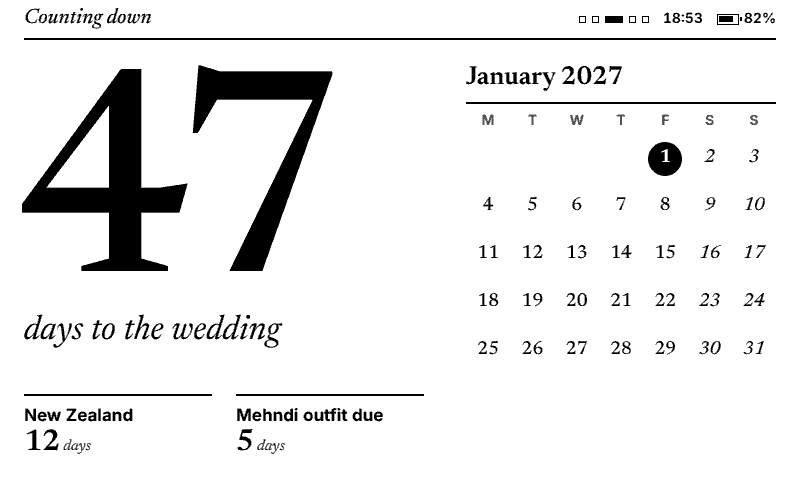 Counting down
18:53 82%
47
days to the wedding
New Zealand
12 days
Mehndi outfit due
5 days
January 2027
M T W T F S S
1 2 3
4 5 6 7 8 9 10
11 12 13 14 15 16 17
18 19 20 21 22 23 24
25 26 27 28 29 30 31